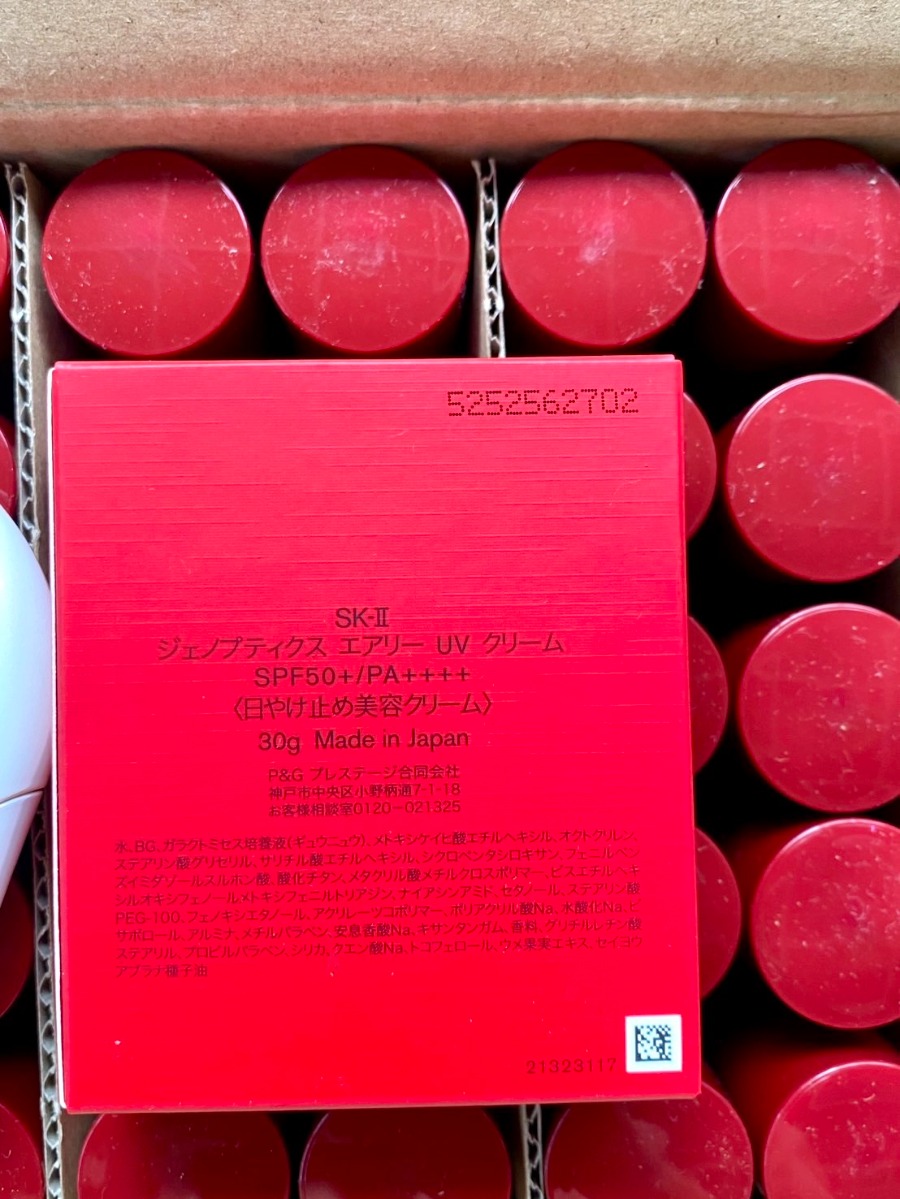 5252562702
SK-Ⅱ
ジェノプティクス エアリー UV クリーム
SPF50+/PA++++
〈日やけ止め美容クリーム〉
30g Made in Japan
P&G プレステージ合同会社
神戸市中央区小野柄通7-1-18
お客様相談室0120-021325
水、BG、ガラクトミセス培養液(ギュウニュウ)、メトキシケイヒ酸エチルヘキシル、オクトクリレン、
ステアリン酸グリセリル、サリチル酸エチルヘキシル、シクロペンタシロキサン、フェニルベン
ズイミダゾールスルホン酸、酸化チタン、メタクリル酸メチルクロスポリマー、ビスエチルヘキ
シルオキシフェノールメトキシフェニルトリアジン、ナイアシンアミド、セタノール、ステアリン酸
PEG-100、フェノキシエタノール、アクリレーツコポリマー、ポリアクリル酸Na、水酸化Na、ビ
サボロール、アルミナ、メチルパラベン、安息香酸Na、キサンタンガム、香料、グリチルレチン酸
ステアリル、プロピルパラベン、シリカ、クエン酸Na、トコフェロール、ウメ果実エキス、セイヨウ
アブラナ種子油
21323117